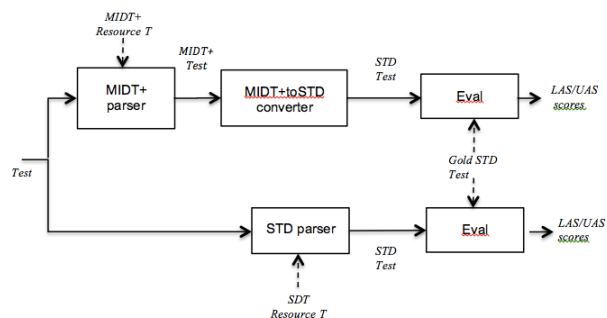 MIDT+
Resource T
MIDT+
Test
STD
Test
MIDT+
parser
MIDT+toSTD
converter
Eval
LAS/UAS
scores
Test
Gold STD
Test
STD parser
STD
Test
Eval
LAS/UAS
scores
SDT
Resource T